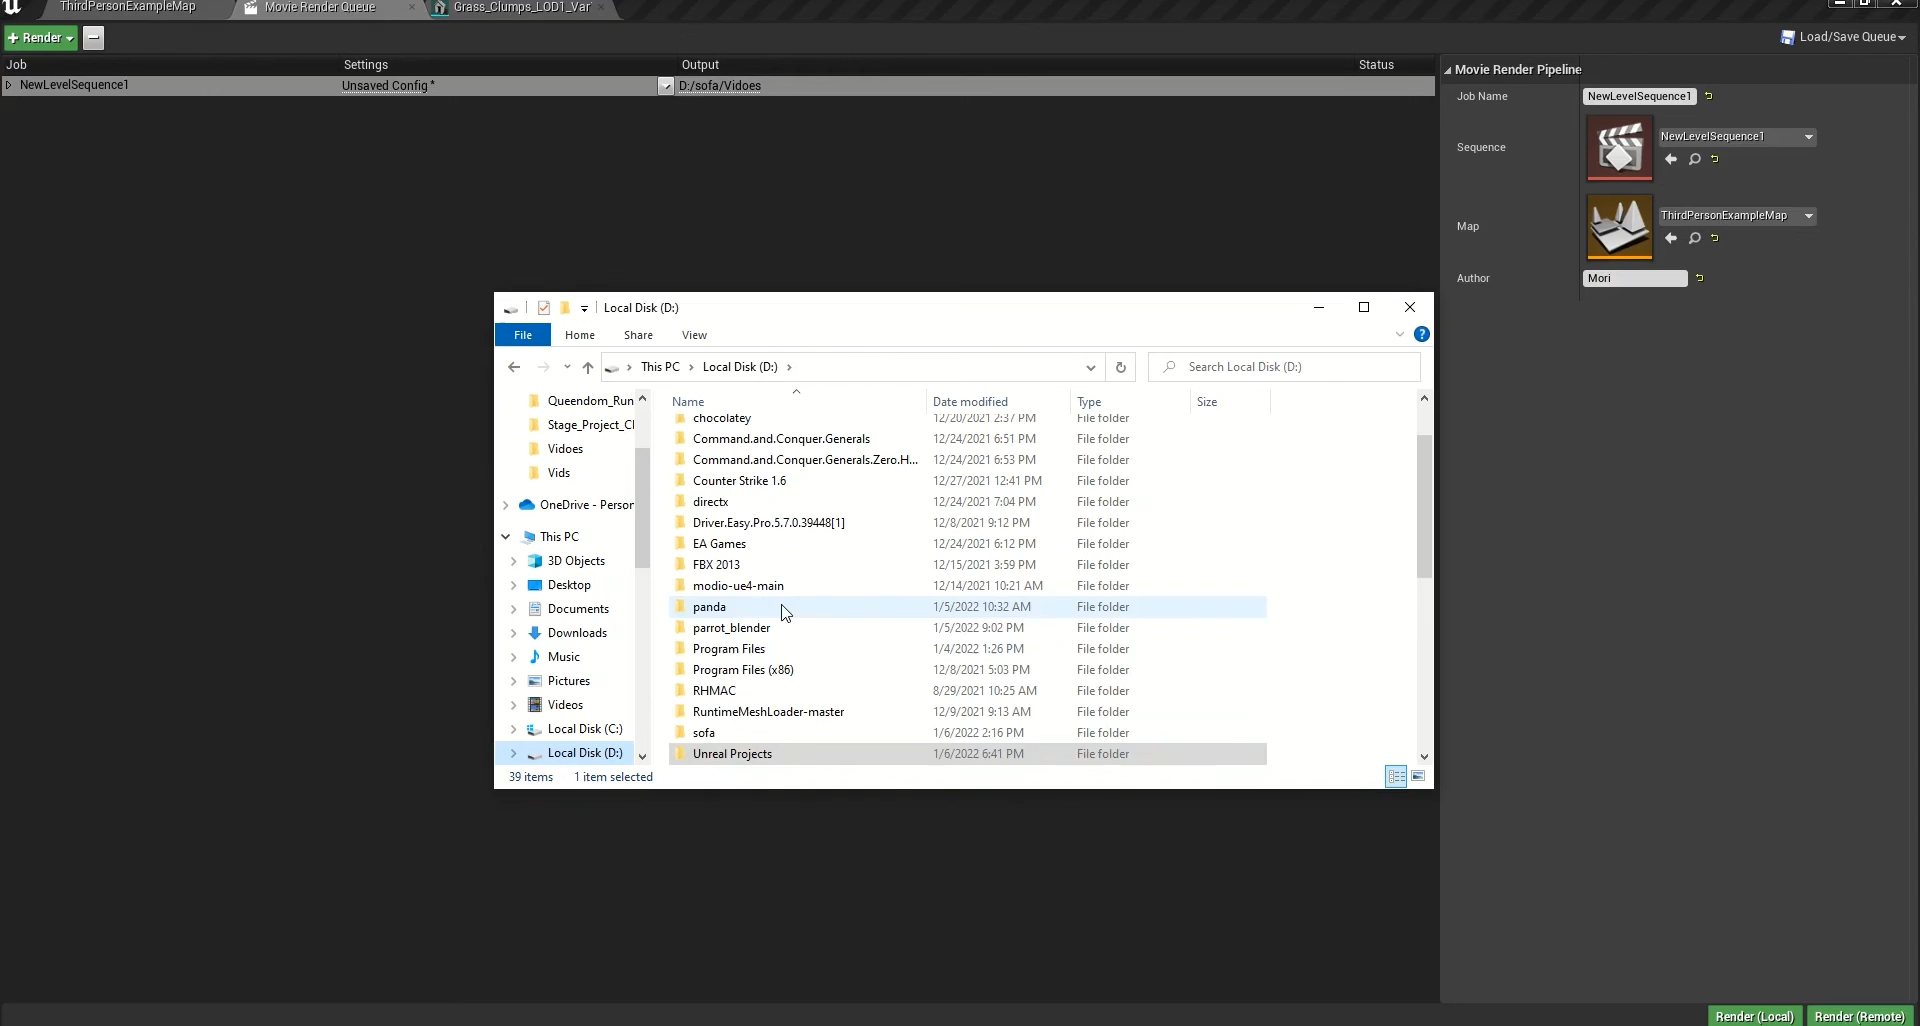 ThirdPersonExampleMap
Movie Render Queue
Grass_Clumps_LOD1_Var
Render
Load/Save Queue
Job Settings Output Status
NewLevelSequence1 Unsaved Config* D:/sofa/Vidoes
Movie Render Pipeline
Job Name NewLevelSequence1
Sequence NewLevelSequence1
Map ThirdPersonExampleMap
Author Mori
Local Disk (D:)
File Home Share View
This PC Local Disk (D:) Search Local Disk (D:)
Queendom_Run
Stage_Project_Cl
Vidoes
Vids
OneDrive - Person
This PC
3D Objects
Desktop
Documents
Downloads
Music
Pictures
Videos
Local Disk (C:)
Local Disk (D:)
Name Date modified Type Size
chocolatey 12/20/2021 2:37 PM File folder
Command.and.Conquer.Generals 12/24/2021 6:51 PM File folder
Command.and.Conquer.Generals.Zero.H... 12/24/2021 6:53 PM File folder
Counter Strike 1.6 12/27/2021 12:41 PM File folder
directx 12/24/2021 7:04 PM File folder
Driver.Easy.Pro.5.7.0.39448[1] 12/8/2021 9:12 PM File folder
EA Games 12/24/2021 6:12 PM File folder
FBX 2013 12/15/2021 3:59 PM File folder
modio-ue4-main 12/14/2021 10:21 AM File folder
panda 1/5/2022 10:32 AM File folder
parrot_blender 1/5/2022 9:02 PM File folder
Program Files 1/4/2022 1:26 PM File folder
Program Files (x86) 12/8/2021 5:03 PM File folder
RHMAC 8/29/2021 10:25 AM File folder
RuntimeMeshLoader-master 12/9/2021 9:13 AM File folder
sofa 1/6/2022 2:16 PM File folder
Unreal Projects 1/6/2022 6:41 PM File folder
39 items 1 item selected
Render (Local) Render (Remote)